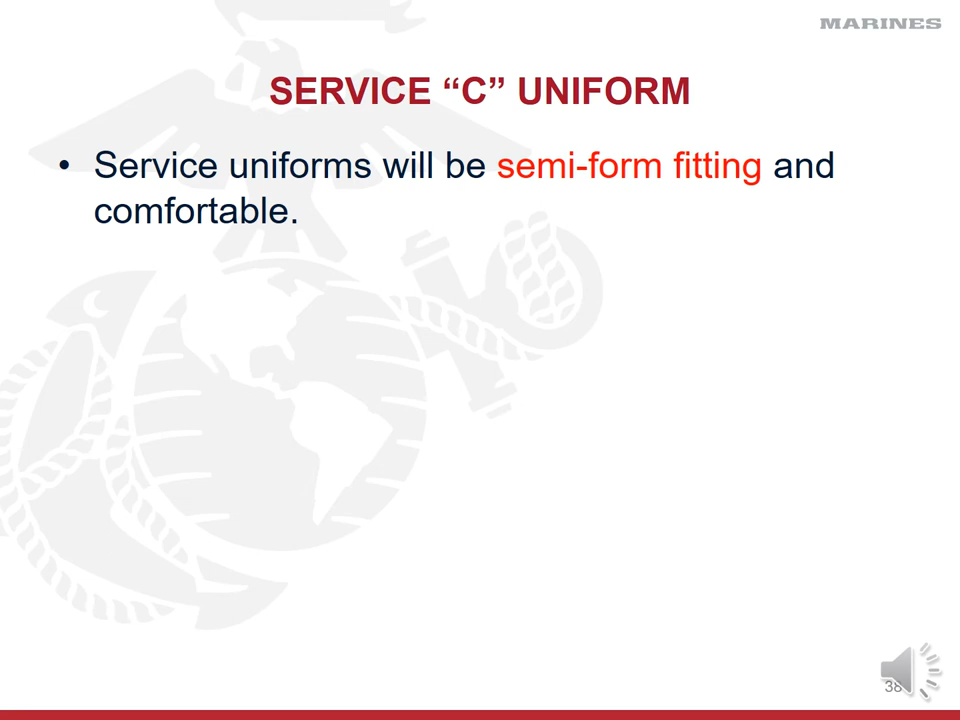 MARINES
SERVICE “C” UNIFORM
• Service uniforms will be semi-form fitting and
comfortable.
38